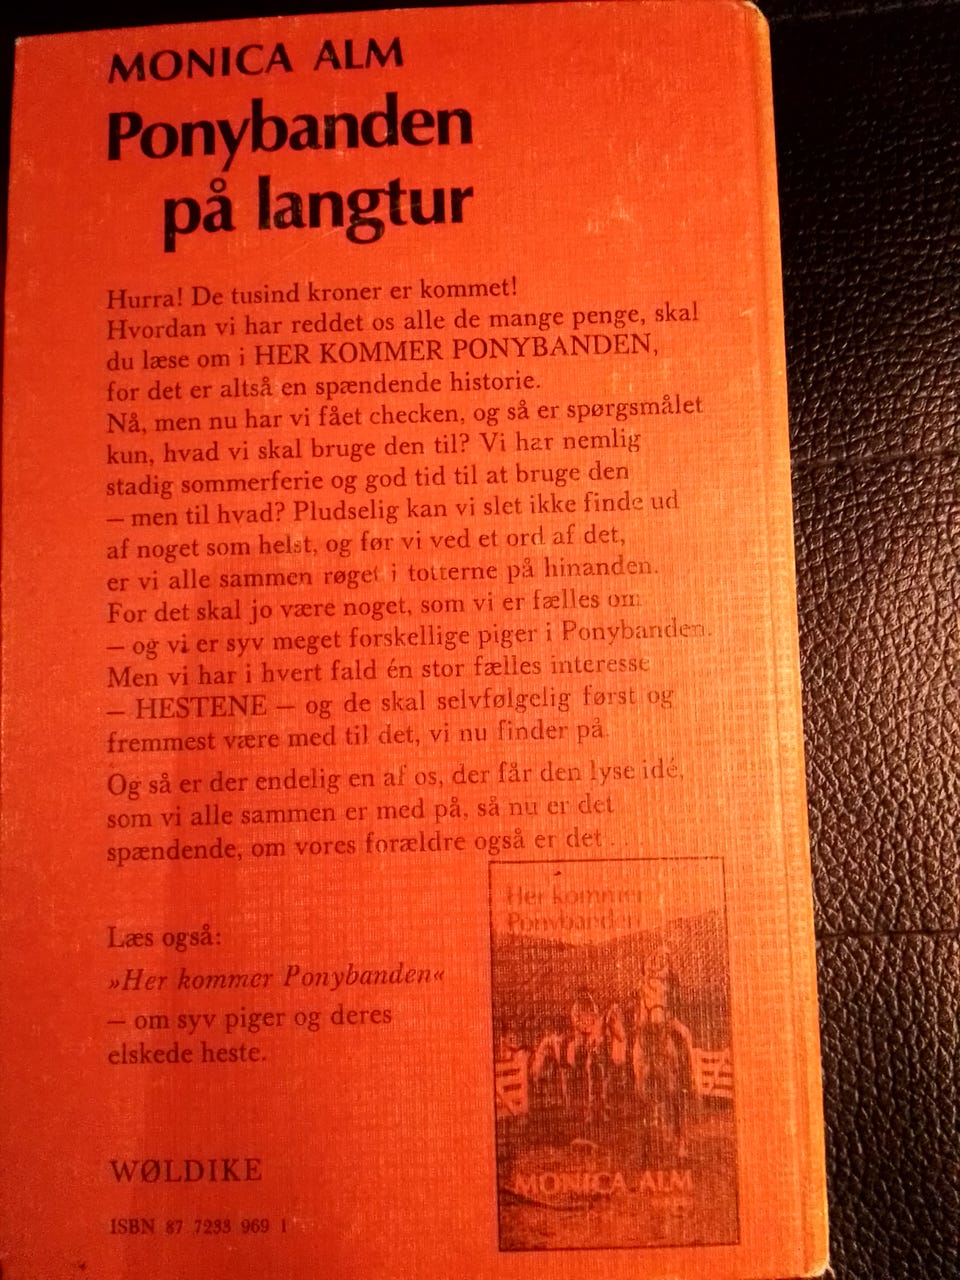 MONICA ALM
Ponybanden
på langtur
Hurra! De tusind kroner er kommet!
Hvordan vi har reddet os alle de mange penge, skal
du læse om i HER KOMMER PONYBANDEN,
for det er altså en spændende historie.
Nå, men nu har vi fået checken, og så er spørgsmålet
kun, hvad vi skal bruge den til? Vi har nemlig
stadig sommerferie og god tid til at bruge den
– men til hvad? Pludselig kan vi slet ikke finde ud
af noget som helst, og før vi ved et ord af det,
er vi alle sammen røget i totterne på hinanden.
For det skal jo være noget, som vi er fælles om
– og vi er syv meget forskellige piger i Ponybanden.
Men vi har i hvert fald én stor fælles interesse
– HESTENE – og de skal selvfølgelig først og
fremmest være med til det, vi nu finder på.
Og så er der endelig en af os, der får den lyse idé,
som vi alle sammen er med på, så nu er det
spændende, om vores forældre også er det . . .
Læs også:
»Her kommer Ponybanden«
– om syv piger og deres
elskede heste.
Her kommer
Ponybanden
MONICA ALM
WØLDIKE
ISBN 87 7233 969 1